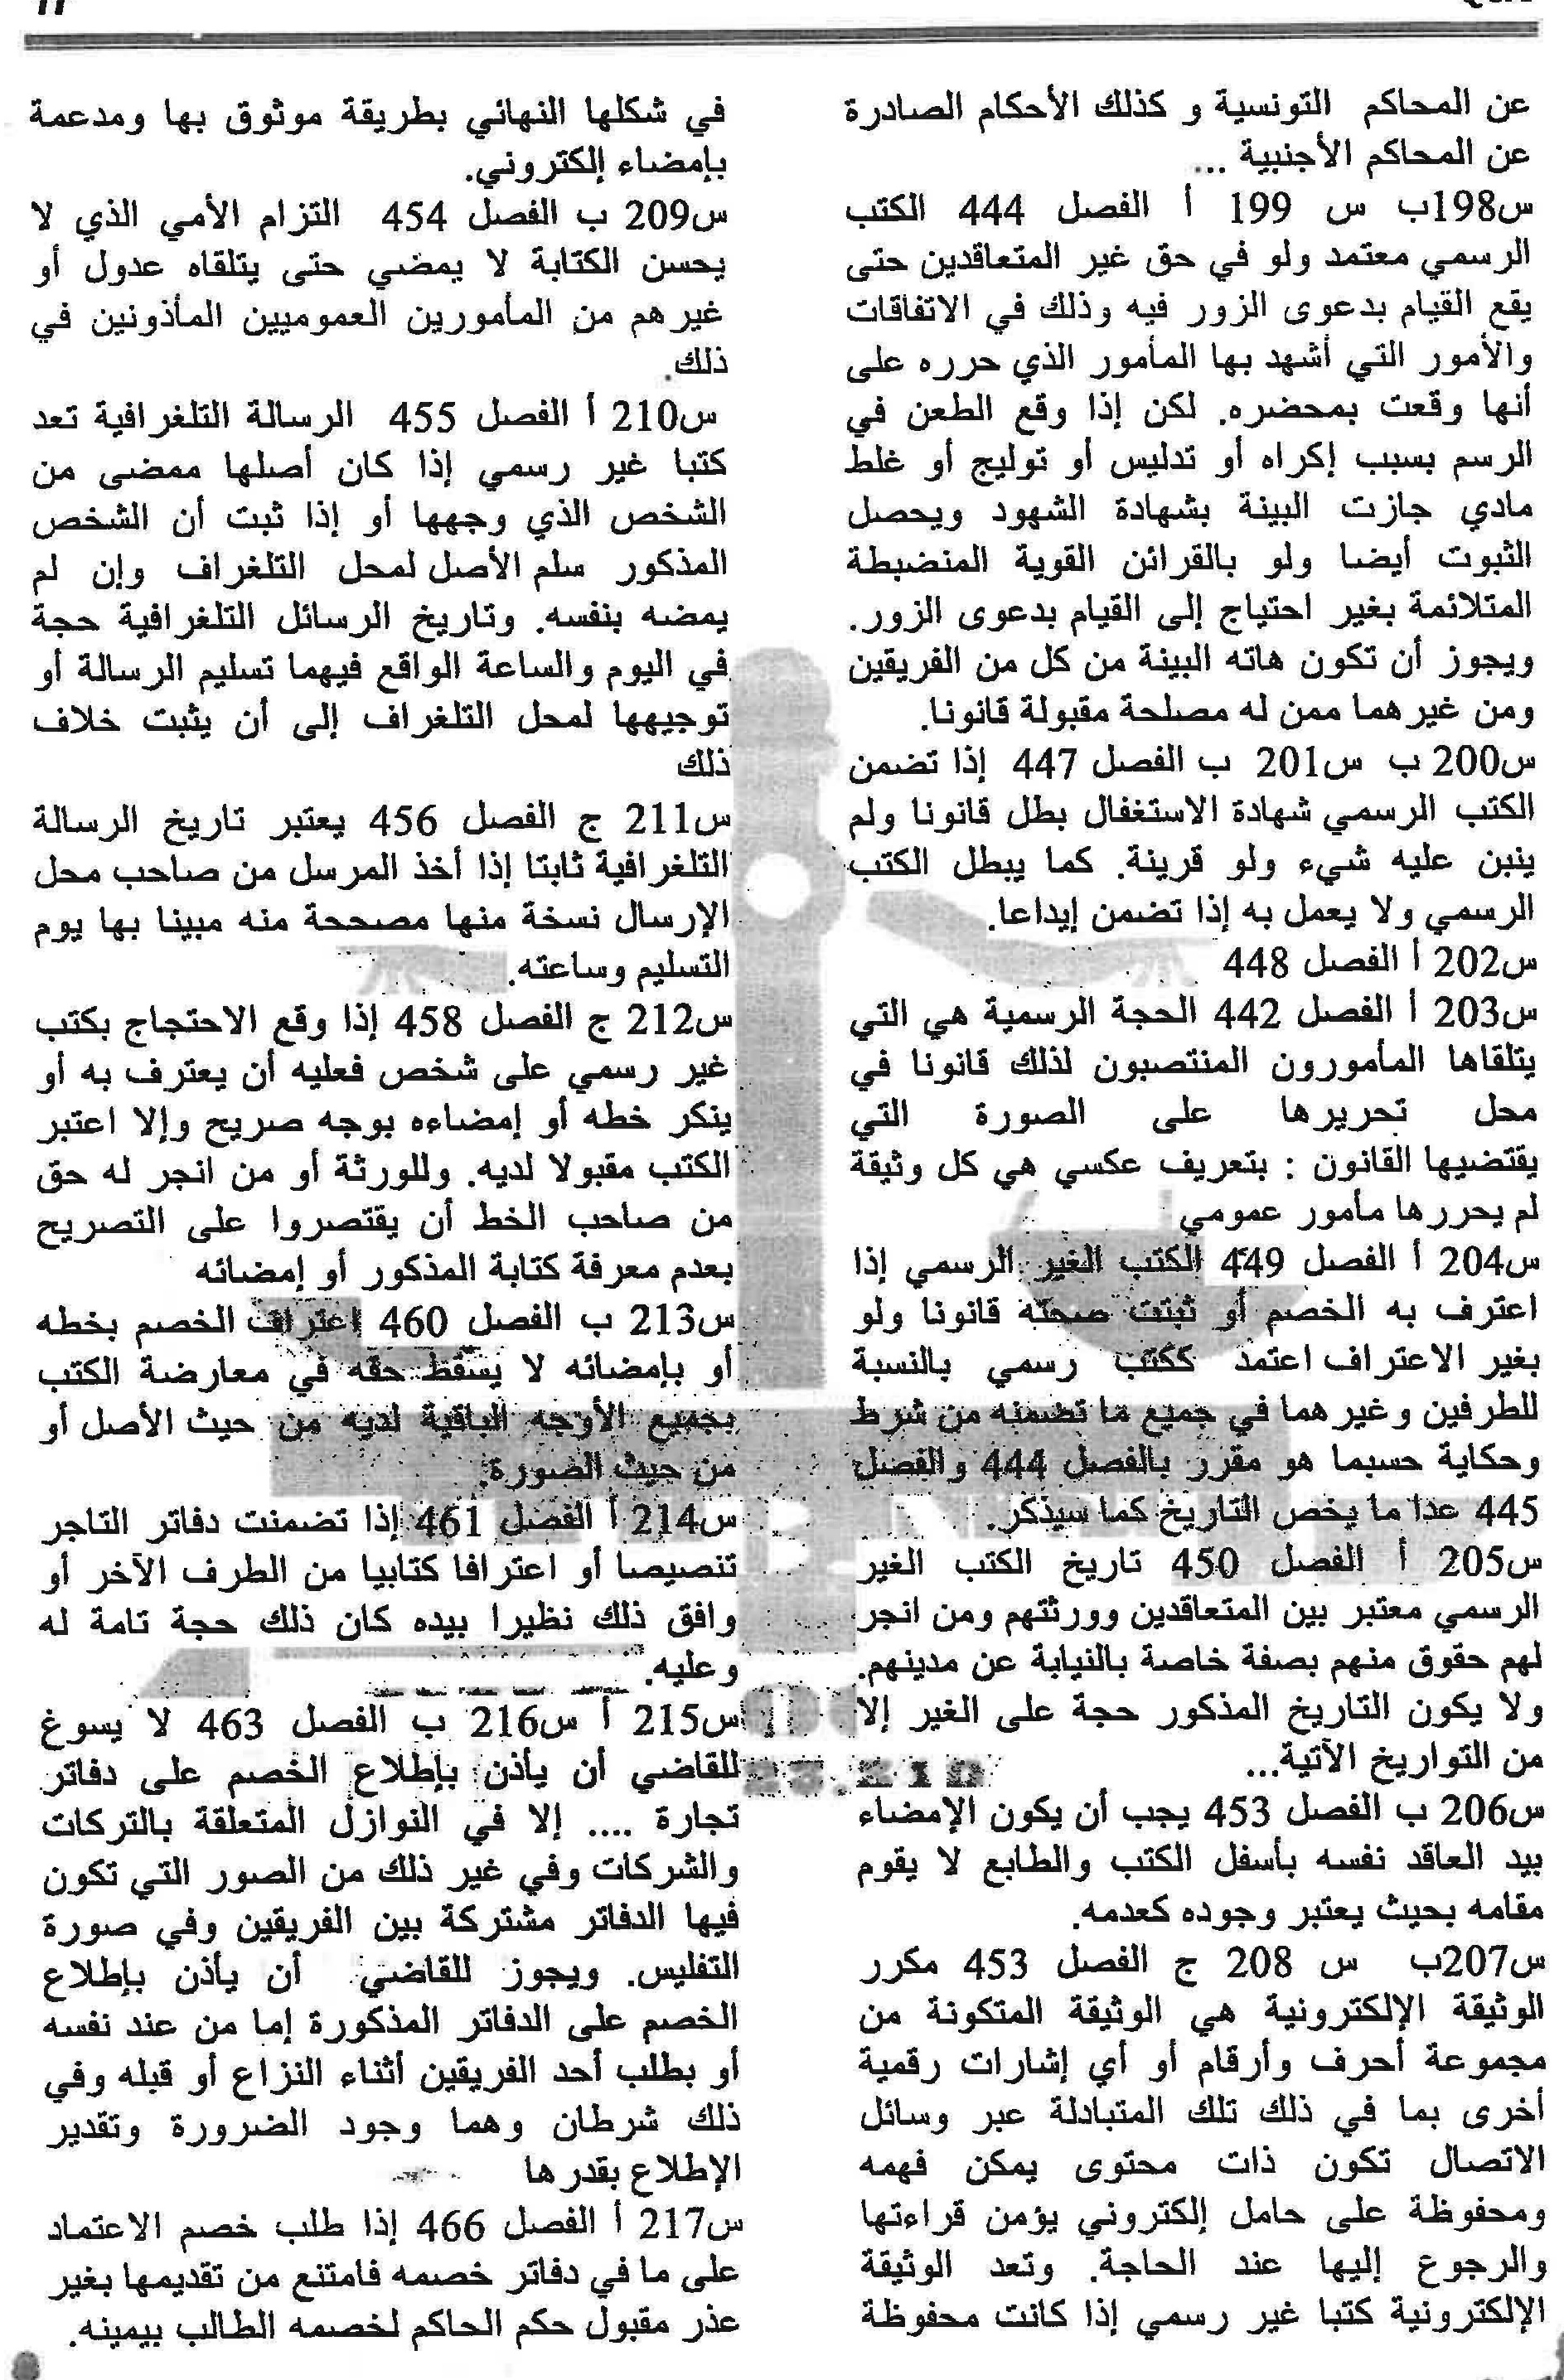 عن المحاكم التونسية و كذلك الأحكام الصادرة
عن المحاكم الأجنبية ...
س198ب س 199 أ الفصل 444 الكتب
الرسمي معتمد ولو في حق غير المتعاقدين حتى
يقع القيام بدعوى الزور فيه وذلك في الاتفاقات
والأمور التي أشهد بها المأمور الذي حرره على
أنها وقعت بمحضره. لكن إذا وقع الطعن في
الرسم بسبب إكراه أو تدليس أو توليج أو غلط
مادي جازت البينة بشهادة الشهود ويحصل
الثبوت أيضا ولو بالقرائن القوية المنضبطة
المتلائمة بغير احتياج إلى القيام بدعوى الزور.
ويجوز أن تكون هاته البينة من كل من الفريقين
ومن غيرهما ممن له مصلحة مقبولة قانونا.
س200 ب س201 ب الفصل 447 إذا تضمن
الكتب الرسمي شهادة الاستغفال بطل قانونا ولم
ينبن عليه شيء ولو قرينة. كما يبطل الكتب
الرسمي ولا يعمل به إذا تضمن إيداعا.
س202 أ الفصل 448
س203 أ الفصل 442 الحجة الرسمية هي التي
يتلقاها المأمورون المنتصبون لذلك قانونا في
محل تحريرها على الصورة التي
يقتضيها القانون : بتعريف عكسي هي كل وثيقة
لم يحررها مأمور عمومي
س204 أ الفصل 449 الكتب الغير الرسمي إذا
اعترف به الخصم أو ثبتت صحته قانونا ولو
بغير الاعتراف اعتمد ككتب رسمي بالنسبة
للطرفين وغيرهما في جميع ما تضمنه من شرط
وحكاية حسبما هو مقرر بالفصل 444 والفصل
445 عدا ما يخص التاريخ كما سيذكر.
س205 أ الفصل 450 تاريخ الكتب الغير
الرسمي معتبر بين المتعاقدين وورثتهم ومن انجر
لهم حقوق منهم بصفة خاصة بالنيابة عن مدينهم.
ولا يكون التاريخ المذكور حجة على الغير إلا
من التواريخ الآتية...
س206 ب الفصل 453 يجب أن يكون الإمضاء
بيد العاقد نفسه بأسفل الكتب والطابع لا يقوم
مقامه بحيث يعتبر وجوده كعدمه.
س207ب س 208 ج الفصل 453 مكرر
الوثيقة الإلكترونية هي الوثيقة المتكونة من
مجموعة أحرف وأرقام أو أي إشارات رقمية
أخرى بما في ذلك تلك المتبادلة عبر وسائل
الاتصال تكون ذات محتوى يمكن فهمه
ومحفوظة على حامل إلكتروني يؤمن قراءتها
والرجوع إليها عند الحاجة. وتعد الوثيقة
الإلكترونية كتبا غير رسمي إذا كانت محفوظة
في شكلها النهائي بطريقة موثوق بها ومدعمة
بإمضاء إلكتروني.
س209 ب الفصل 454 التزام الأمي الذي لا
يحسن الكتابة لا يمضي حتى يتلقاه عدول أو
غيرهم من المأمورين العموميين المأذونين في
ذلك.
س210 أ الفصل 455 الرسالة التلغرافية تعد
كتبا غير رسمي إذا كان أصلها ممضى من
الشخص الذي وجهها أو إذا ثبت أن الشخص
المذكور سلم الأصل لمحل التلغراف وإن لم
يمضه بنفسه. وتاريخ الرسائل التلغرافية حجة
في اليوم والساعة الواقع فيهما تسليم الرسالة أو
توجيهها لمحل التلغراف إلى أن يثبت خلاف
ذلك
س211 ج الفصل 456 يعتبر تاريخ الرسالة
التلغرافية ثابتا إذا أخذ المرسل من صاحب محل
الإرسال نسخة منها مصححة منه مبينا بها يوم
التسليم وساعته.
س212 ج الفصل 458 إذا وقع الاحتجاج بكتب
غير رسمي على شخص فعليه أن يعترف به أو
ينكر خطه أو إمضاءه بوجه صريح وإلا اعتبر
الكتب مقبولا لديه. وللورثة أو من انجر له حق
من صاحب الخط أن يقتصروا على التصريح
بعدم معرفة كتابة المذكور أو إمضائه
س213 ب الفصل 460 اعتراف الخصم بخطه
أو بإمضائه لا يسقط حقه في معارضة الكتب
بجميع الأوجه الباقية لديه من حيث الأصل أو
من حيث الصورة.
س214 أ الفصل 461 إذا تضمنت دفاتر التاجر
تنصيصا أو اعترافا كتابيا من الطرف الآخر أو
وافق ذلك نظيرا بيده كان ذلك حجة تامة له
وعليه.
س215 أ س216 ب الفصل 463 لا يسوغ
للقاضي أن يأذن بإطلاع الخصم على دفاتر
تجارة .... إلا في النوازل المتعلقة بالتركات
والشركات وفي غير ذلك من الصور التي تكون
فيها الدفاتر مشتركة بين الفريقين وفي صورة
التفليس. ويجوز للقاضي أن يأذن بإطلاع
الخصم على الدفاتر المذكورة إما من عند نفسه
أو بطلب أحد الفريقين أثناء النزاع أو قبله وفي
ذلك شرطان وهما وجود الضرورة وتقدير
الإطلاع بقدرها
س217 أ الفصل 466 إذا طلب خصم الاعتماد
على ما في دفاتر خصمه فامتنع من تقديمها بغير
عذر مقبول حكم الحاكم لخصمه الطالب بيمينه.